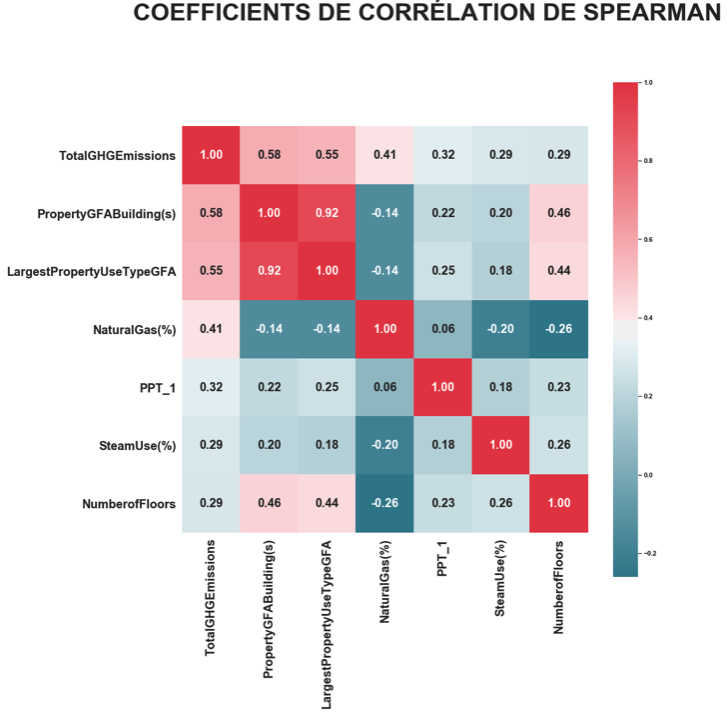 COEFFICIENTS DE CORRÉLATION DE SPEARMAN
1.0
TotalGHGEmissions 1.00 0.58 0.55 0.41 0.32 0.29 0.29
0.8
PropertyGFABuilding(s) 0.58 1.00 0.92 -0.14 0.22 0.20 0.46
0.6
LargestPropertyUseTypeGFA 0.55 0.92 1.00 -0.14 0.25 0.18 0.44
0.4
NaturalGas(%) 0.41 -0.14 -0.14 1.00 0.06 -0.20 -0.26
PPT_1 0.32 0.22 0.25 0.06 1.00 0.18 0.23
0.2
SteamUse(%) 0.29 0.20 0.18 -0.20 0.18 1.00 0.26
0.0
NumberofFloors 0.29 0.46 0.44 -0.26 0.23 0.26 1.00
-0.2
TotalGHGEmissions
PropertyGFABuilding(s)
LargestPropertyUseTypeGFA
NaturalGas(%)
PPT_1
SteamUse(%)
NumberofFloors